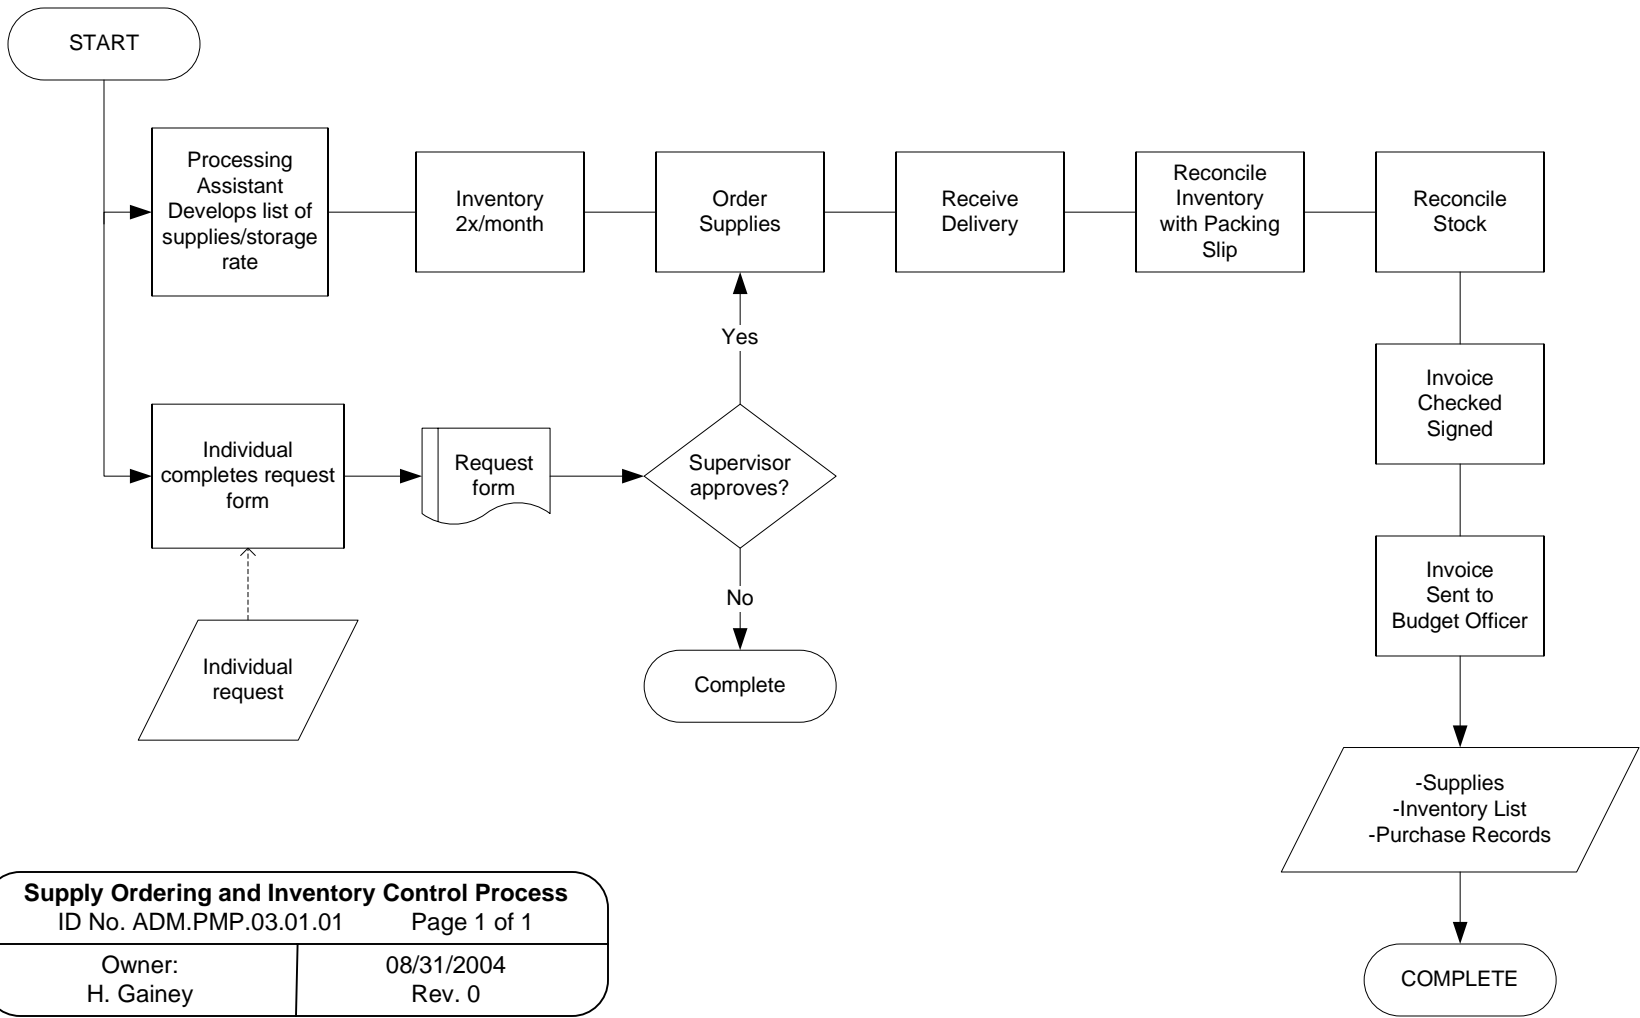 START
Processing
Assistant
Develops list of
supplies/storage
rate
Inventory
2x/month
Order
Supplies
Receive
Delivery
Reconcile
Inventory
with Packing
Slip
Reconcile
Stock
Yes
Invoice
Checked
Signed
Individual
completes request
form
Request
form
Supervisor
approves?
No
Invoice
Sent to
Budget Officer
Individual
request
Complete
-Supplies
-Inventory List
-Purchase Records
COMPLETE
Supply Ordering and Inventory Control Process
ID No. ADM.PMP.03.01.01 Page 1 of 1
Owner:
H. Gainey
08/31/2004
Rev. 0